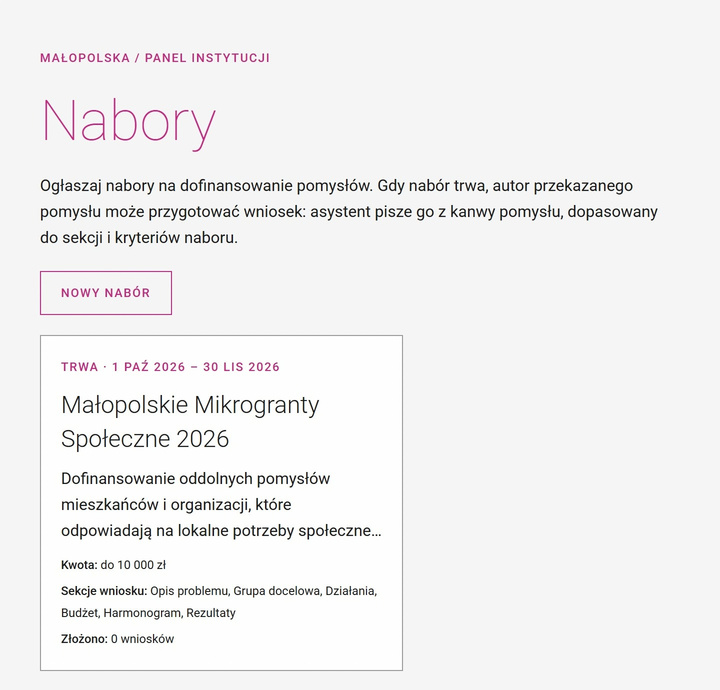 MAŁOPOLSKA / PANEL INSTYTUCJI
Nabory
Ogłaszaj nabory na dofinansowanie pomysłów. Gdy nabór trwa, autor przekazanego
pomysłu może przygotować wniosek: asystent pisze go z kanwy pomysłu, dopasowany
do sekcji i kryteriów naboru.
NOWY NABÓR
TRWA · 1 PAŹ 2026 – 30 LIS 2026
Małopolskie Mikrogranty
Społeczne 2026
Dofinansowanie oddolnych pomysłów
mieszkańców i organizacji, które
odpowiadają na lokalne potrzeby społeczne…
Kwota: do 10 000 zł
Sekcje wniosku: Opis problemu, Grupa docelowa, Działania,
Budżet, Harmonogram, Rezultaty
Złożono: 0 wniosków